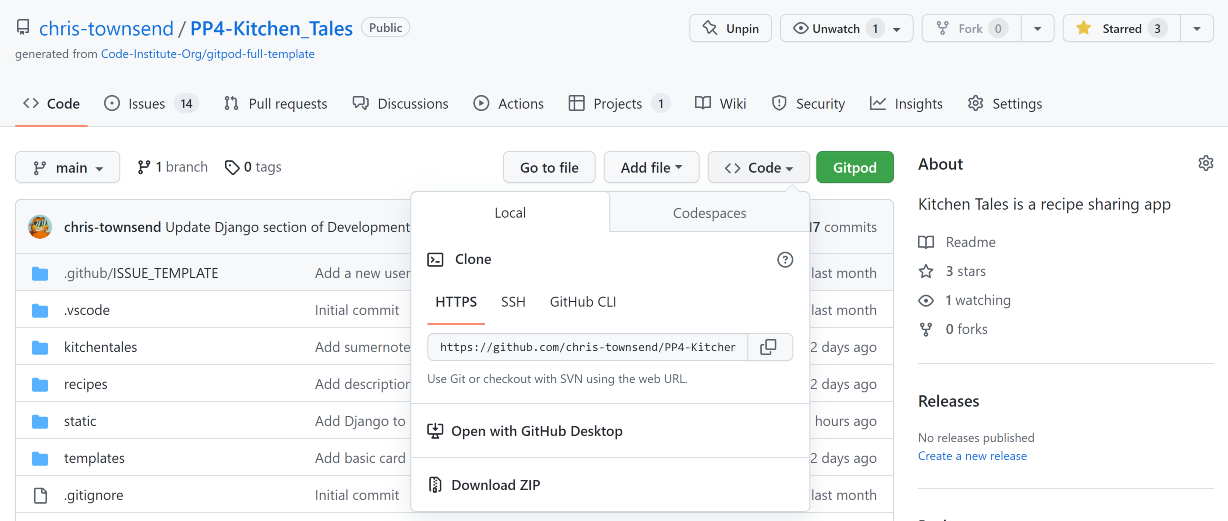 chris-townsend / PP4-Kitchen_Tales Public Unpin Unwatch 1 Fork 0 Starred 3
generated from Code-Institute-Org/gitpod-full-template
<> Code Issues 14 Pull requests Discussions Actions Projects 1 Wiki Security Insights Settings
main 1 branch 0 tags Go to file Add file <> Code Gitpod
About
Kitchen Tales is a recipe sharing app
Readme
3 stars
1 watching
0 forks
Releases
No releases published
Create a new release
chris-townsend Update Django section of Development 17 commits
.github/ISSUE_TEMPLATE Add a new user last month
.vscode Initial commit last month
kitchentales Add sumernote 2 days ago
recipes Add description 2 days ago
static Add Django to hours ago
templates Add basic card 2 days ago
.gitignore Initial commit last month
Local Codespaces
Clone
HTTPS SSH GitHub CLI
https://github.com/chris-townsend/PP4-Kitcher
Use Git or checkout with SVN using the web URL.
Open with GitHub Desktop
Download ZIP